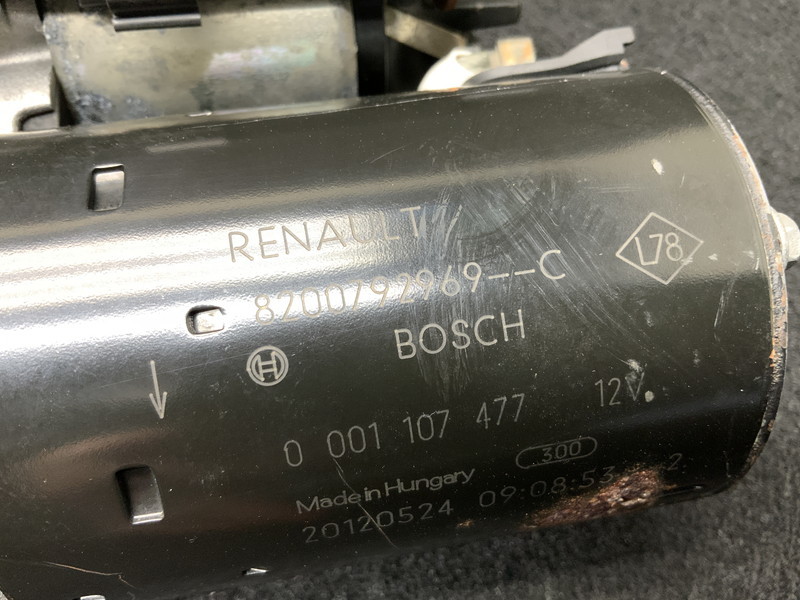 RENAULT
8200792969--C
L78
BOSCH
0 001 107 477
12V
300
Made in Hungary
20120524 09:08:53